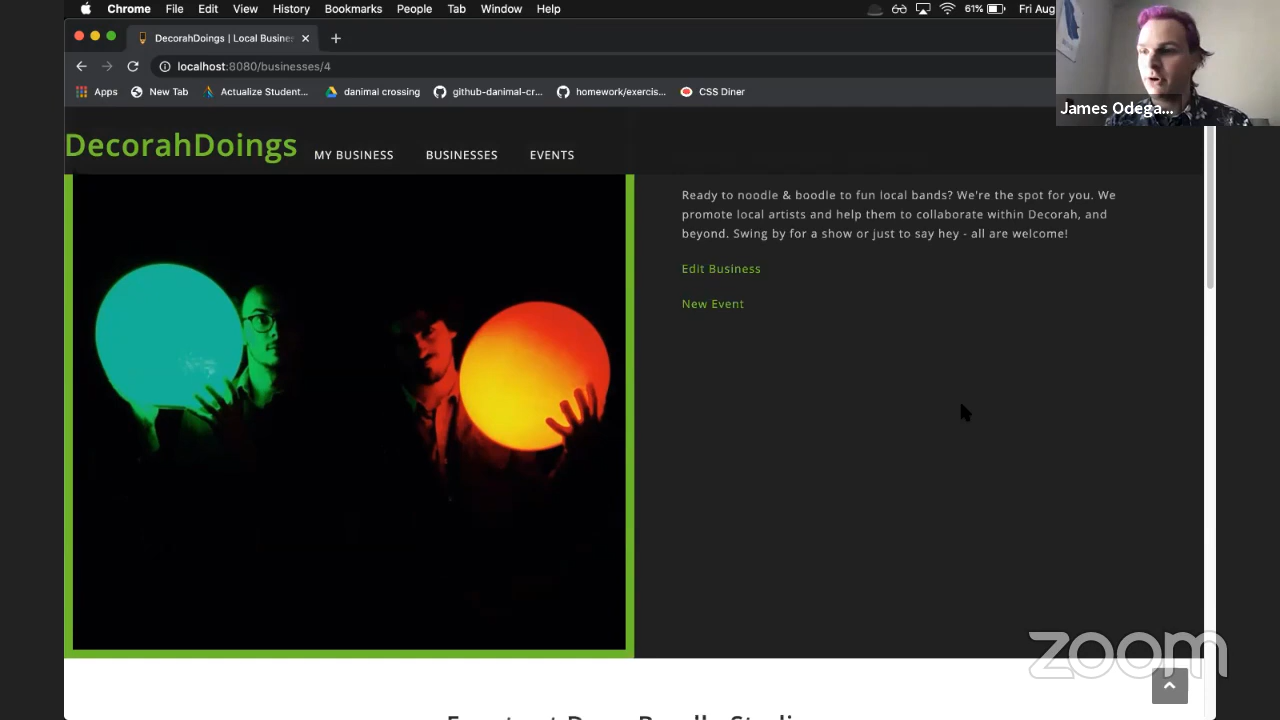 Chrome File Edit View History Bookmarks People Tab Window Help 61% Fri Aug
DecorahDoings | Local Busine
localhost:8080/businesses/4
Apps New Tab Actualize Student... danimal crossing github-danimal-cr... homework/exercis... CSS Diner
James Odega...
DecorahDoings MY BUSINESS BUSINESSES EVENTS
Ready to noodle & boodle to fun local bands? We're the spot for you. We
promote local artists and help them to collaborate within Decorah, and
beyond. Swing by for a show or just to say hey - all are welcome!
Edit Business
New Event
zoom